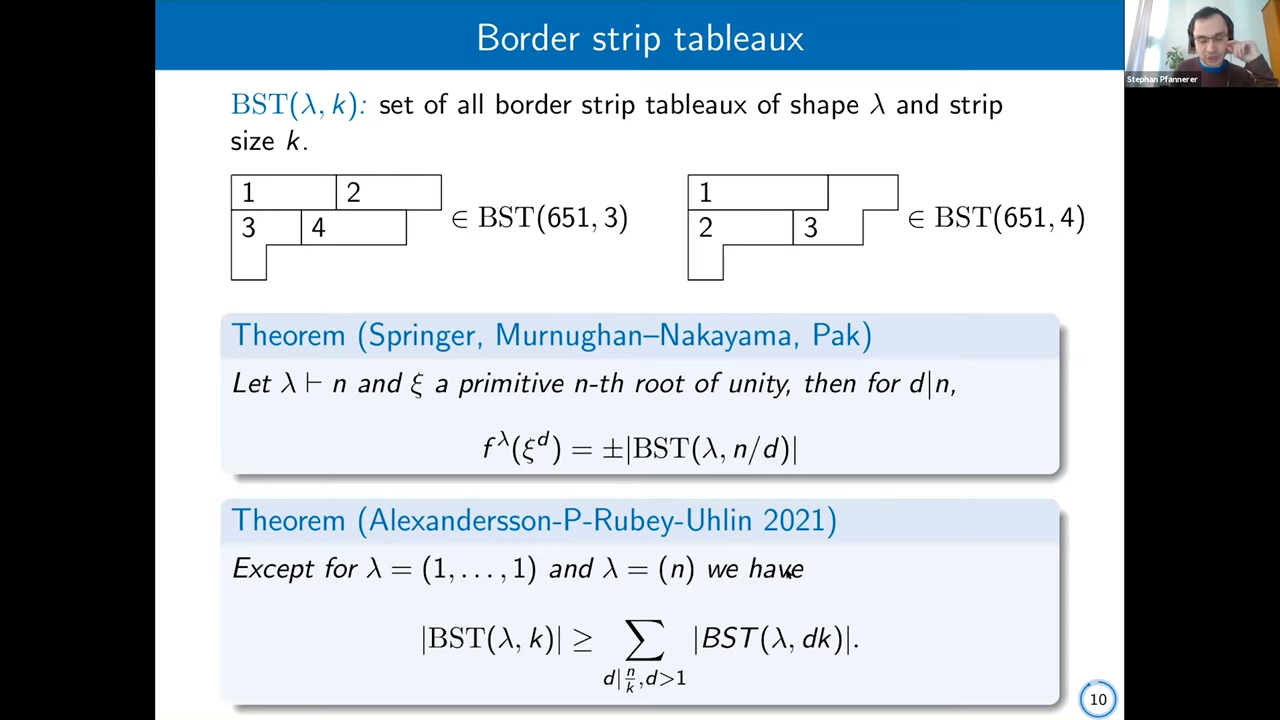 Border strip tableaux
Stephan Pfannerer
BST(λ, k): set of all border strip tableaux of shape λ and strip
size k.
1 2
3 4
∈ BST(651, 3)
1
2 3
∈ BST(651, 4)
Theorem (Springer, Murnughan–Nakayama, Pak)
Let λ ⊢ n and ξ a primitive n-th root of unity, then for d|n,
f^λ(ξ^d) = ±|BST(λ, n/d)|
Theorem (Alexandersson-P-Rubey-Uhlin 2021)
Except for λ = (1, . . . , 1) and λ = (n) we have
|BST(λ, k)| ≥ ∑_{d|n/k, d>1} |BST(λ, dk)|.
10